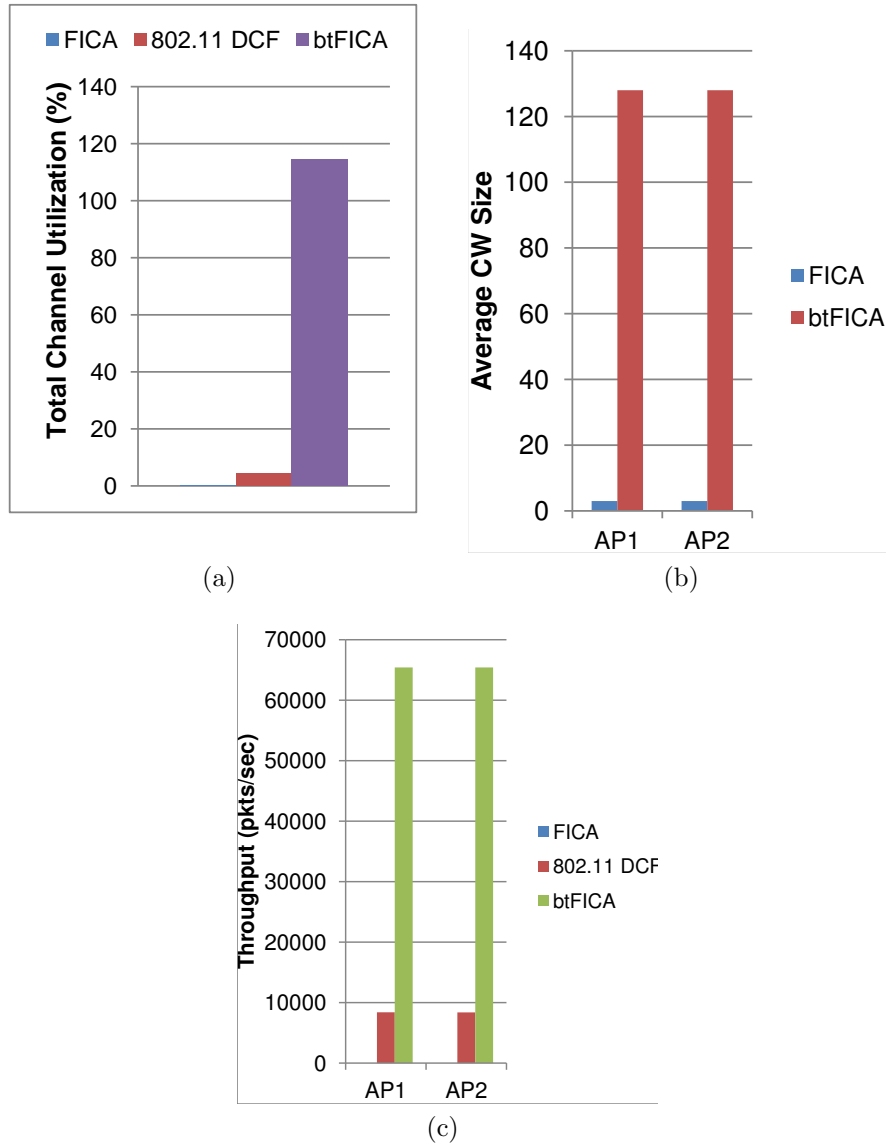 FICA 802.11 DCF btFICA
Total Channel Utilization (%)
140
120
100
80
60
40
20
0
(a)
Average CW Size
140
120
100
80
60
40
20
0
AP1 AP2
FICA
btFICA
(b)
Throughput (pkts/sec)
70000
60000
50000
40000
30000
20000
10000
0
AP1 AP2
FICA
802.11 DCF
btFICA
(c)